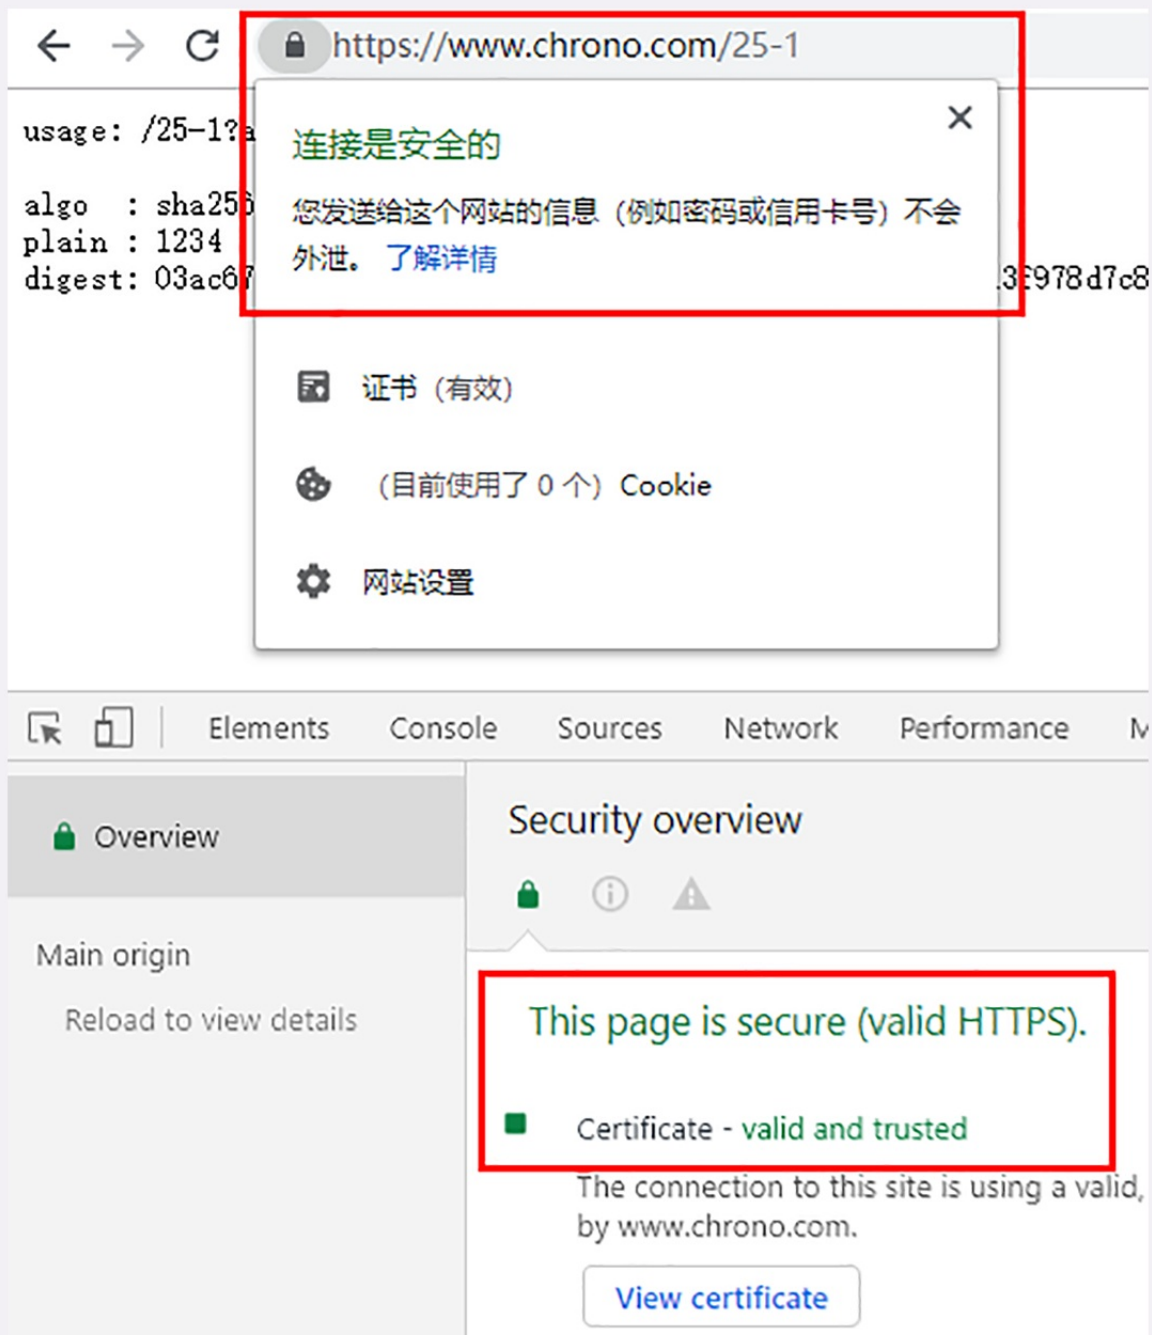 https://www.chrono.com/25-1
usage: /25-1?a
连接是安全的
algo : sha256
您发送给这个网站的信息（例如密码或信用卡号）不会
plain : 1234
外泄。 了解详情
digest: 03ac67 3f978d7c8
证书（有效）
（目前使用了 0 个）Cookie
网站设置
Elements Console Sources Network Performance M
Overview
Security overview
Main origin
Reload to view details
This page is secure (valid HTTPS).
Certificate - valid and trusted
The connection to this site is using a valid,
by www.chrono.com.
View certificate